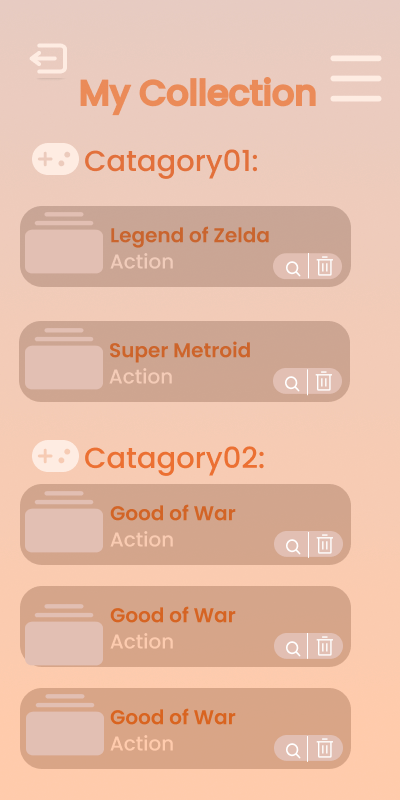 My Collection
Catagory01:
Legend of Zelda
Action
Super Metroid
Action
Catagory02:
Good of War
Action
Good of War
Action
Good of War
Action